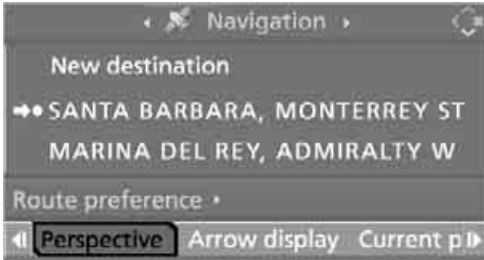 Navigation
New destination
SANTA BARBARA, MONTERREY ST
MARINA DEL REY, ADMIRALTY W
Route preference
Perspective Arrow display Current p